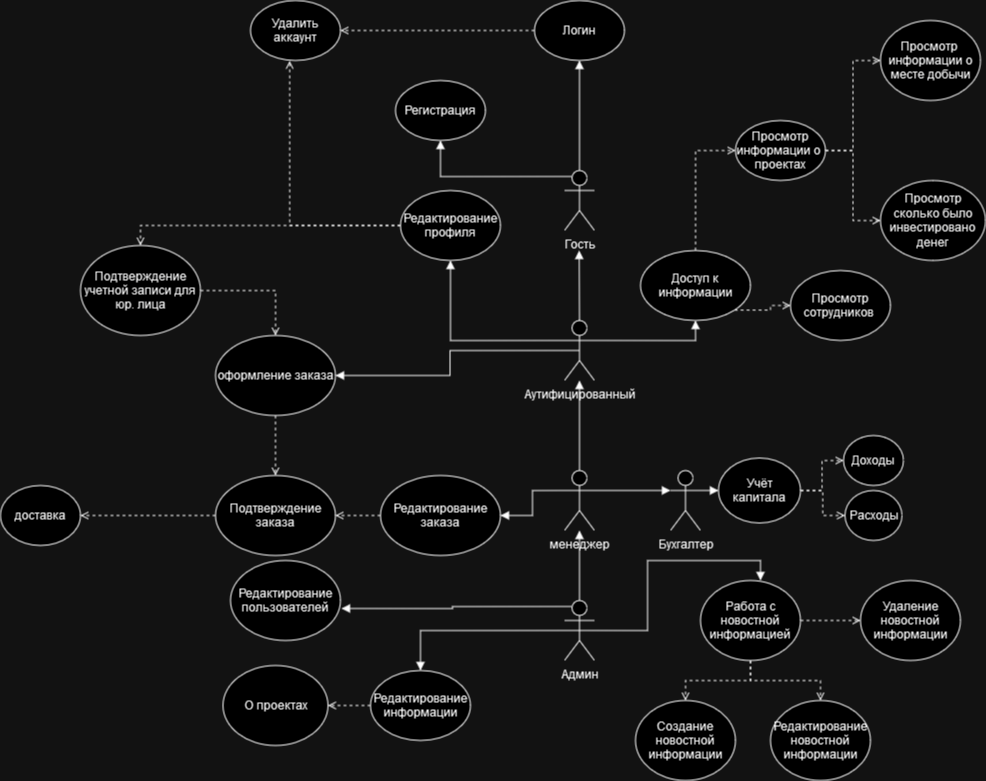 Удалить
аккаунт
Логин
Просмотр
информации о
месте добычи
Регистрация
Просмотр
информации о
проектах
Редактирование
профиля
Гость
Просмотр
сколько было
инвестировано
денег
Подтверждение
учетной записи для
юр. лица
Доступ к
информации
Просмотр
сотрудников
оформление заказа
Аутифицированный
Доходы
Учёт
капитала
Расходы
доставка
Подтверждение
заказа
Редактирование
заказа
менеджер
Бухгалтер
Редактирование
пользователей
Работа с
новостной
информацией
Удаление
новостной
информации
Админ
О проектах
Редактирование
информации
Создание
новостной
информации
Редактирование
новостной
информации